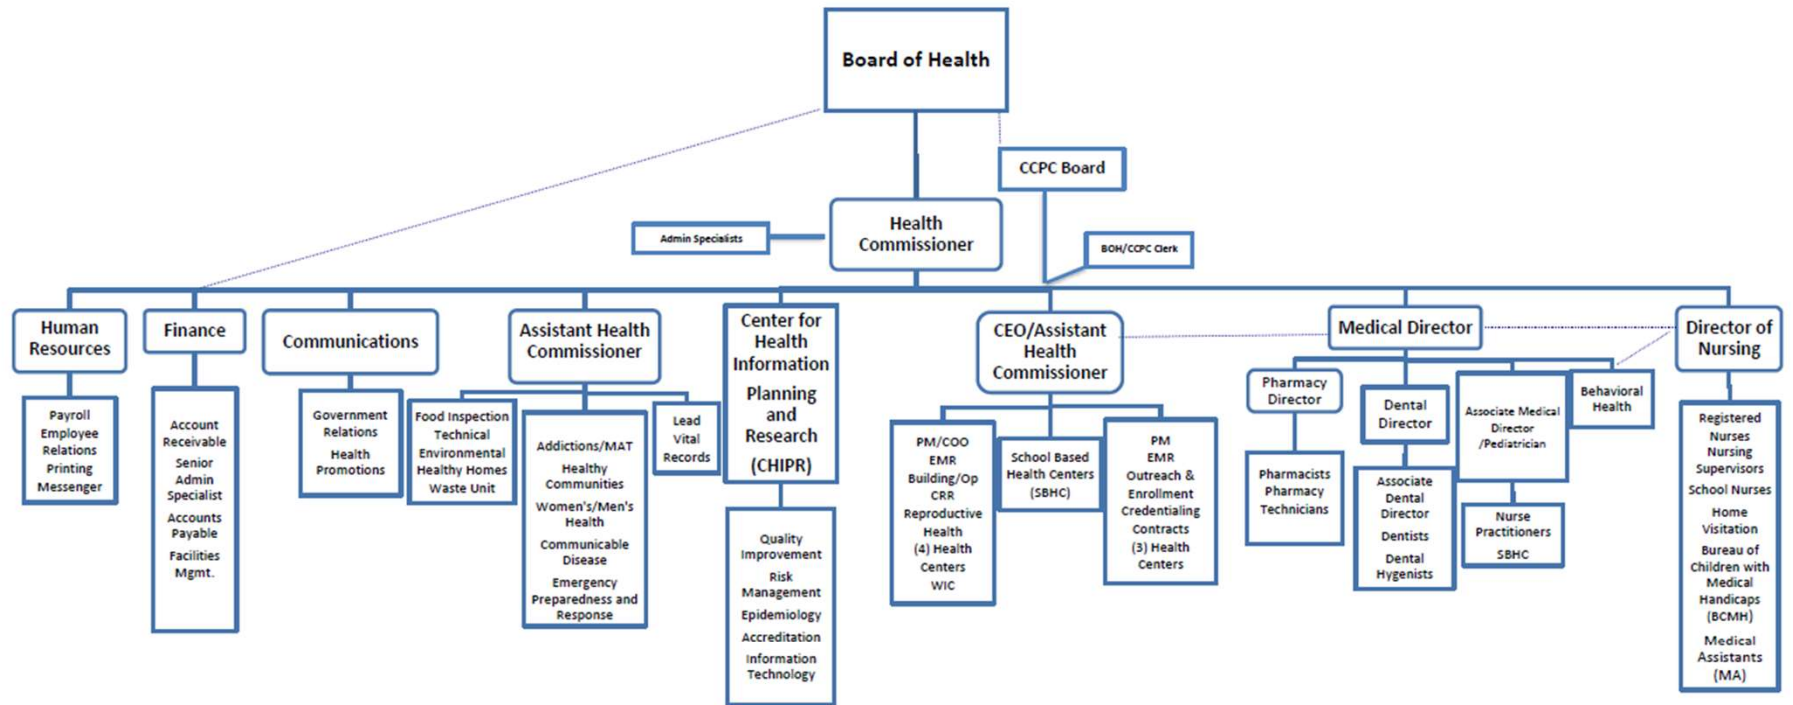 Board of Health
CCPC Board
Health
Commissioner
Admin Specialists
BOH/CCPC Clerk
Human
Resources
Payroll
Employee
Relations
Printing
Messenger
Finance
Account
Receivable
Senior
Admin
Specialist
Accounts
Payable
Facilities
Mgmt.
Communications
Government
Relations
Health
Promotions
Assistant Health
Commissioner
Food Inspection
Technical
Environmental
Healthy Homes
Waste Unit
Addictions/MAT
Healthy
Communities
Women's/Men's
Health
Communicable
Disease
Emergency
Preparedness and
Response
Lead
Vital
Records
Center for
Health
Information
Planning
and
Research
(CHIPR)
Quality
Improvement
Risk
Management
Epidemiology
Accreditation
Information
Technology
CEO/Assistant
Health
Commissioner
PM/COO
EMR
Building/Op
CRR
Reproductive
Health
(4) Health
Centers
WIC
School Based
Health Centers
(SBHC)
PM
EMR
Outreach &
Enrollment
Credentialing
Contracts
(3) Health
Centers
Medical Director
Pharmacy
Director
Pharmacists
Pharmacy
Technicians
Dental
Director
Associate
Dental
Director
Dentists
Dental
Hygenists
Associate Medical
Director
/Pediatrician
Nurse
Practitioners
SBHC
Behavioral
Health
Director of
Nursing
Registered
Nurses
Nursing
Supervisors
School Nurses
Home
Visitation
Bureau of
Children with
Medical
Handicaps
(BCMH)
Medical
Assistants
(MA)